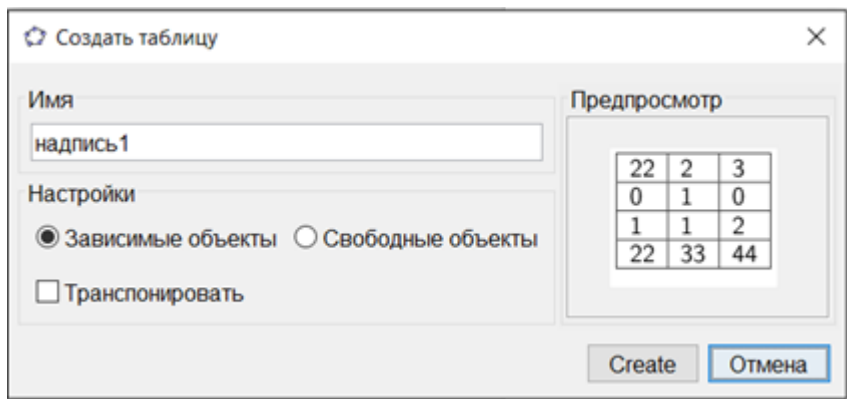 Создать таблицу
Имя
надпись1
Настройки
Зависимые объекты Свободные объекты
Транспонировать
Предпросмотр
22 2 3
0 1 0
1 1 2
22 33 44
Create Отмена